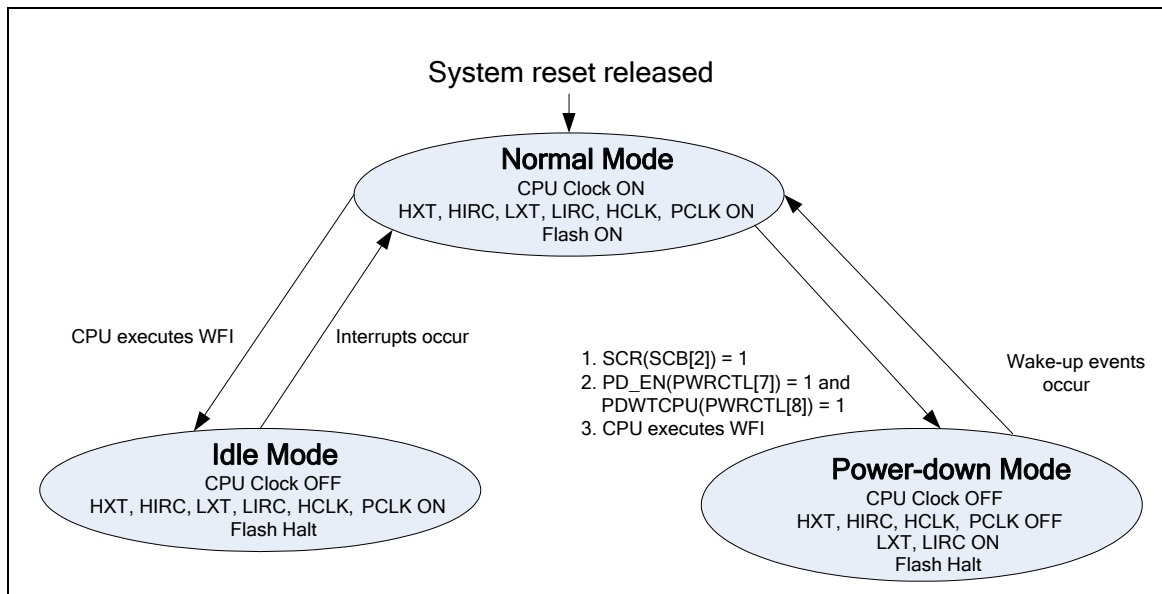 System reset released
Normal Mode
CPU Clock ON
HXT, HIRC, LXT, LIRC, HCLK, PCLK ON
Flash ON
CPU executes WFI
Interrupts occur
1. SCR(SCB[2]) = 1
2. PD_EN(PWRCTL[7]) = 1 and
PDWTCPU(PWRCTL[8]) = 1
3. CPU executes WFI
Wake-up events
occur
Idle Mode
CPU Clock OFF
HXT, HIRC, LXT, LIRC, HCLK, PCLK ON
Flash Halt
Power-down Mode
CPU Clock OFF
HXT, HIRC, HCLK, PCLK OFF
LXT, LIRC ON
Flash Halt